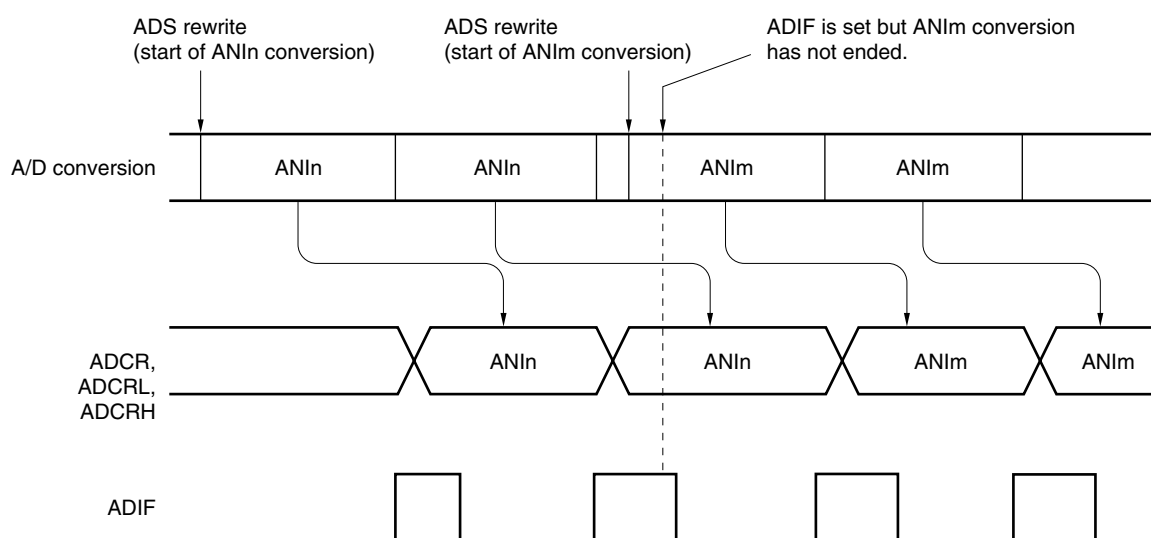 ADS rewrite
(start of ANIn conversion)
ADS rewrite
(start of ANIm conversion)
ADIF is set but ANIm conversion
has not ended.
A/D conversion
ANIn
ANIn
ANIm
ANIm
ADCR,
ADCRL,
ADCRH
ANIn
ANIn
ANIm
ANIm
ADIF